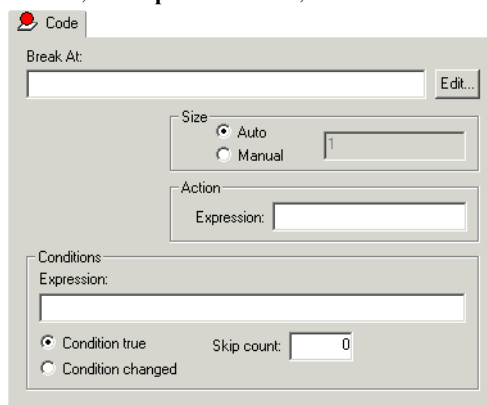 Code
Break At:
Edit...
Size
Auto
1
Manual
Action
Expression:
Conditions
Expression:
Condition true
Skip count: 0
Condition changed